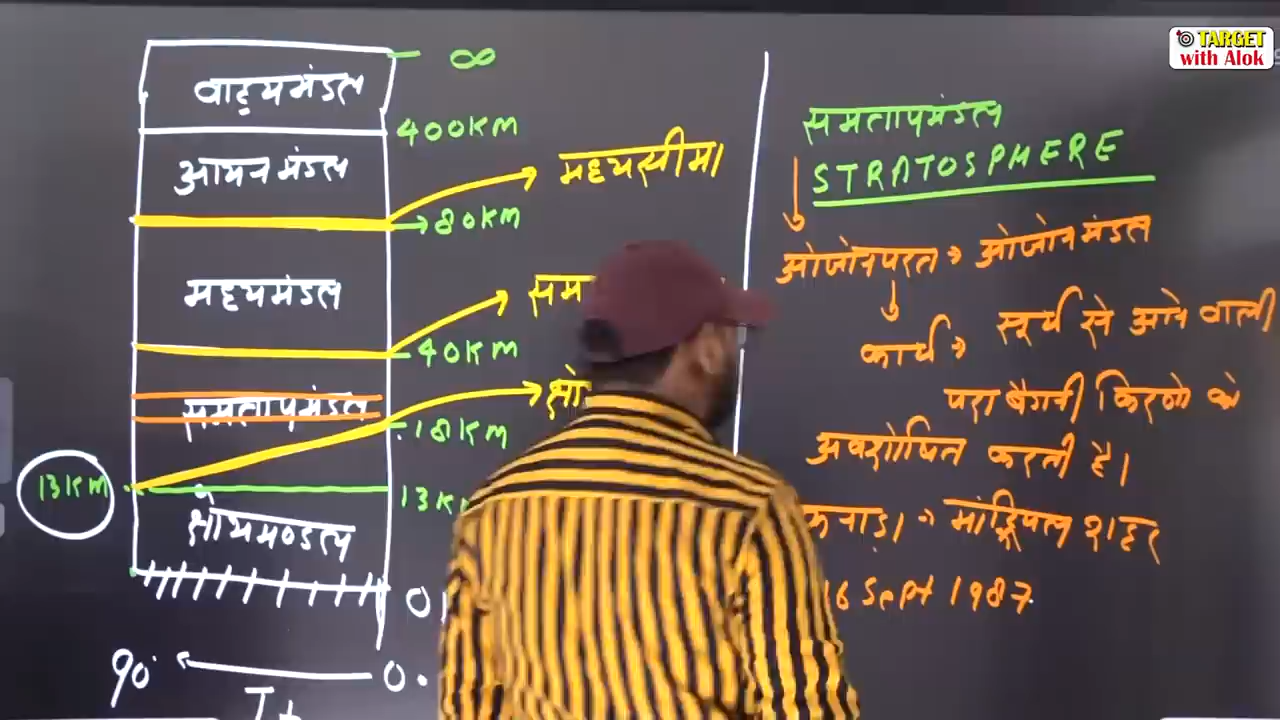 TARGET
with Alok
∞
वाह्यमंडल
400KM
आयनमंडल
मध्यसीमा
80KM
मध्यमंडल
सम
40KM
समतापमंडल
क्षो
18KM
13KM
13K
क्षोभमण्डल
0
90°
0°
समतापमंडल
STRATOSPHERE
ओजोनपरत → ओजोनमंडल
कार्य → सूर्य से आने वाली
परा बैगनी किरणो को
अवशोषित करती है।
कनाडा → मांट्रियल शहर
16 Sept 1987